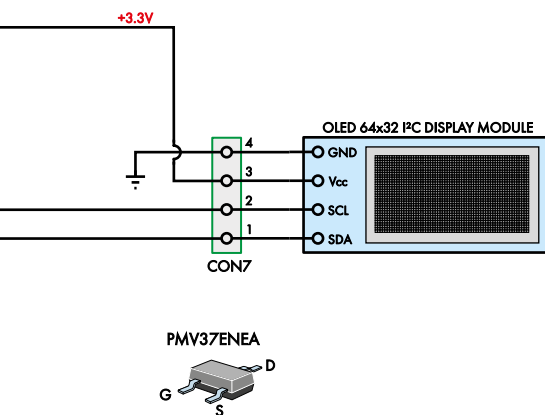 +3.3V
OLED 64x32 I²C DISPLAY MODULE
4
GND
3
Vcc
2
SCL
1
SDA
CON7
PMV37ENEA
D
G
S